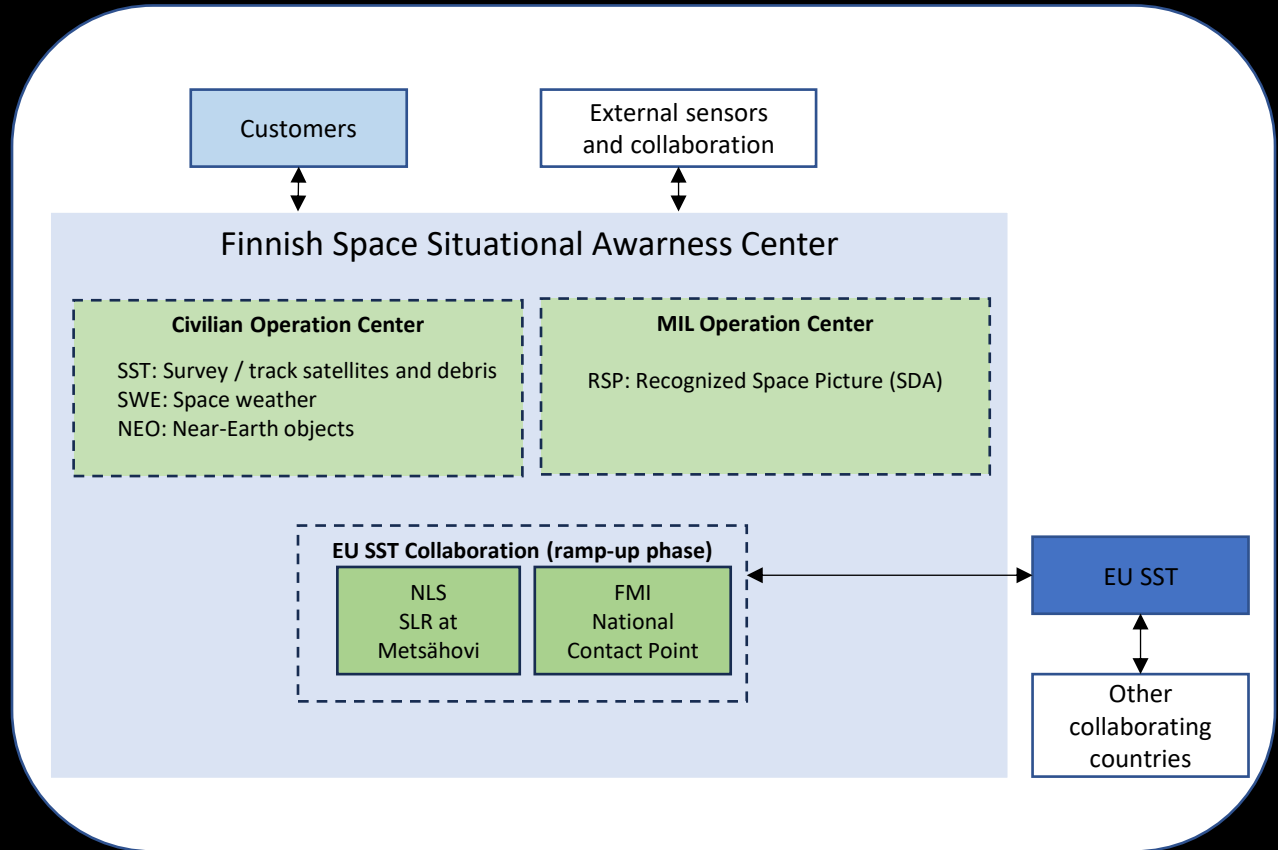 Customers
External sensors
and collaboration
Finnish Space Situational Awarness Center
Civilian Operation Center
SST: Survey / track satellites and debris
SWE: Space weather
NEO: Near-Earth objects
MIL Operation Center
RSP: Recognized Space Picture (SDA)
EU SST Collaboration (ramp-up phase)
NLS
SLR at
Metsähovi
FMI
National
Contact Point
EU SST
Other
collaborating
countries